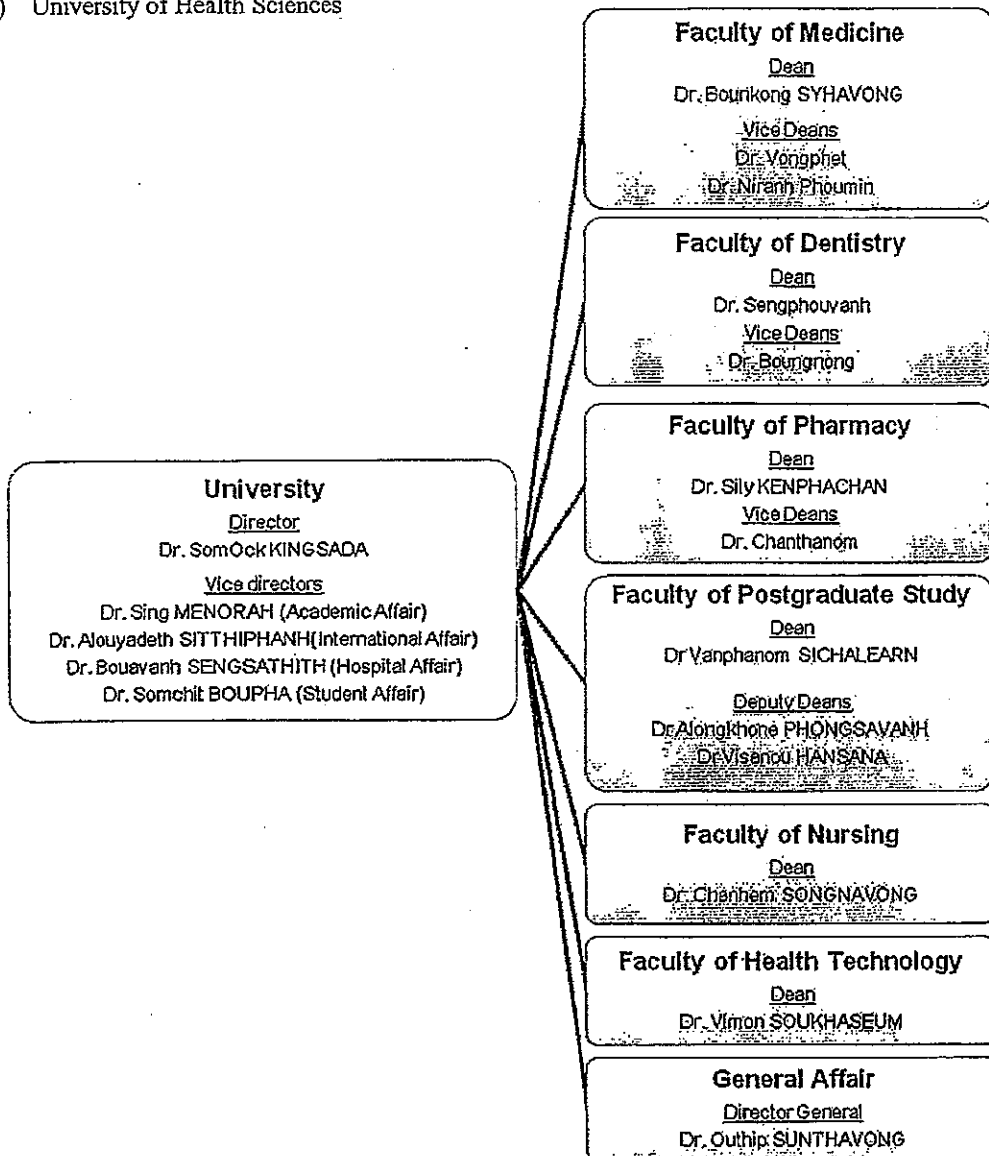 ) University of Health Sciences
University
Director
Dr. SomOck KINGSADA
Vice directors
Dr. Sing MENORAH (Academic Affair)
Dr. Alouyadeth SITTHIPHANH(International Affair)
Dr. Bouavanh SENGSATHITH (Hospital Affair)
Dr. Somchit BOUPHA (Student Affair)
Faculty of Medicine
Dean
Dr. Bounkong SYHAVONG
Vice Deans
Dr. Vongphet
Dr. Niranh Phoumin
Faculty of Dentistry
Dean
Dr. Sengphouvanh
Vice Deans
Dr. Boungnong
Faculty of Pharmacy
Dean
Dr. Sily KENPHACHAN
Vice Deans
Dr. Chanthanom
Faculty of Postgraduate Study
Dean
Dr Vanphanom SICHALEARN
Deputy Deans
Dr Alongkhone PHONGSAVANH
Dr Visanou HANSANA
Faculty of Nursing
Dean
Dr. Chanhem SONGNAVONG
Faculty of Health Technology
Dean
Dr. Vimon SOUKHASEUM
General Affair
Director General
Dr. Outhip SUNTHAVONG